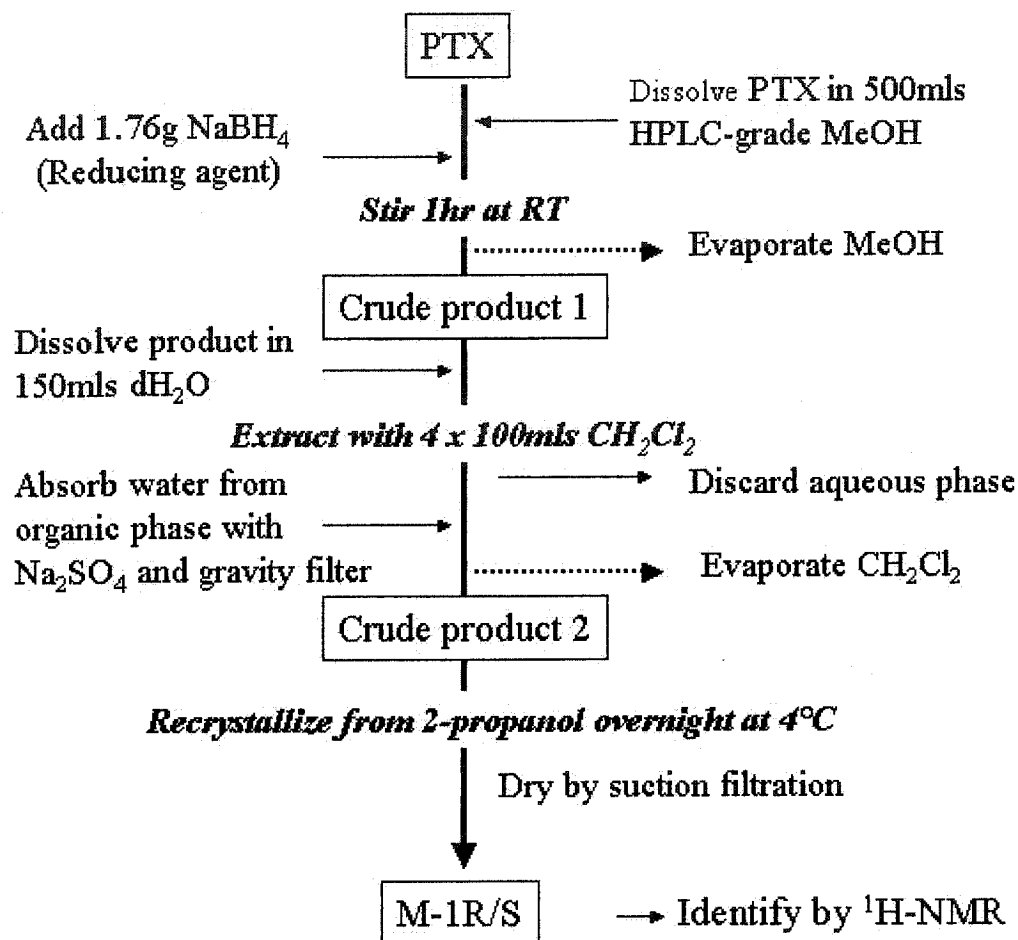 PTX
Dissolve PTX in 500mls
HPLC-grade MeOH
Add 1.76g NaBH₄
(Reducing agent)
Stir 1hr at RT
Evaporate MeOH
Crude product 1
Dissolve product in
150mls dH₂O
Extract with 4 x 100mls CH₂Cl₂
Discard aqueous phase
Absorb water from
organic phase with
Na₂SO₄ and gravity filter
Evaporate CH₂Cl₂
Crude product 2
Recrystallize from 2-propanol overnight at 4°C
Dry by suction filtration
M-1R/S
Identify by ¹H-NMR